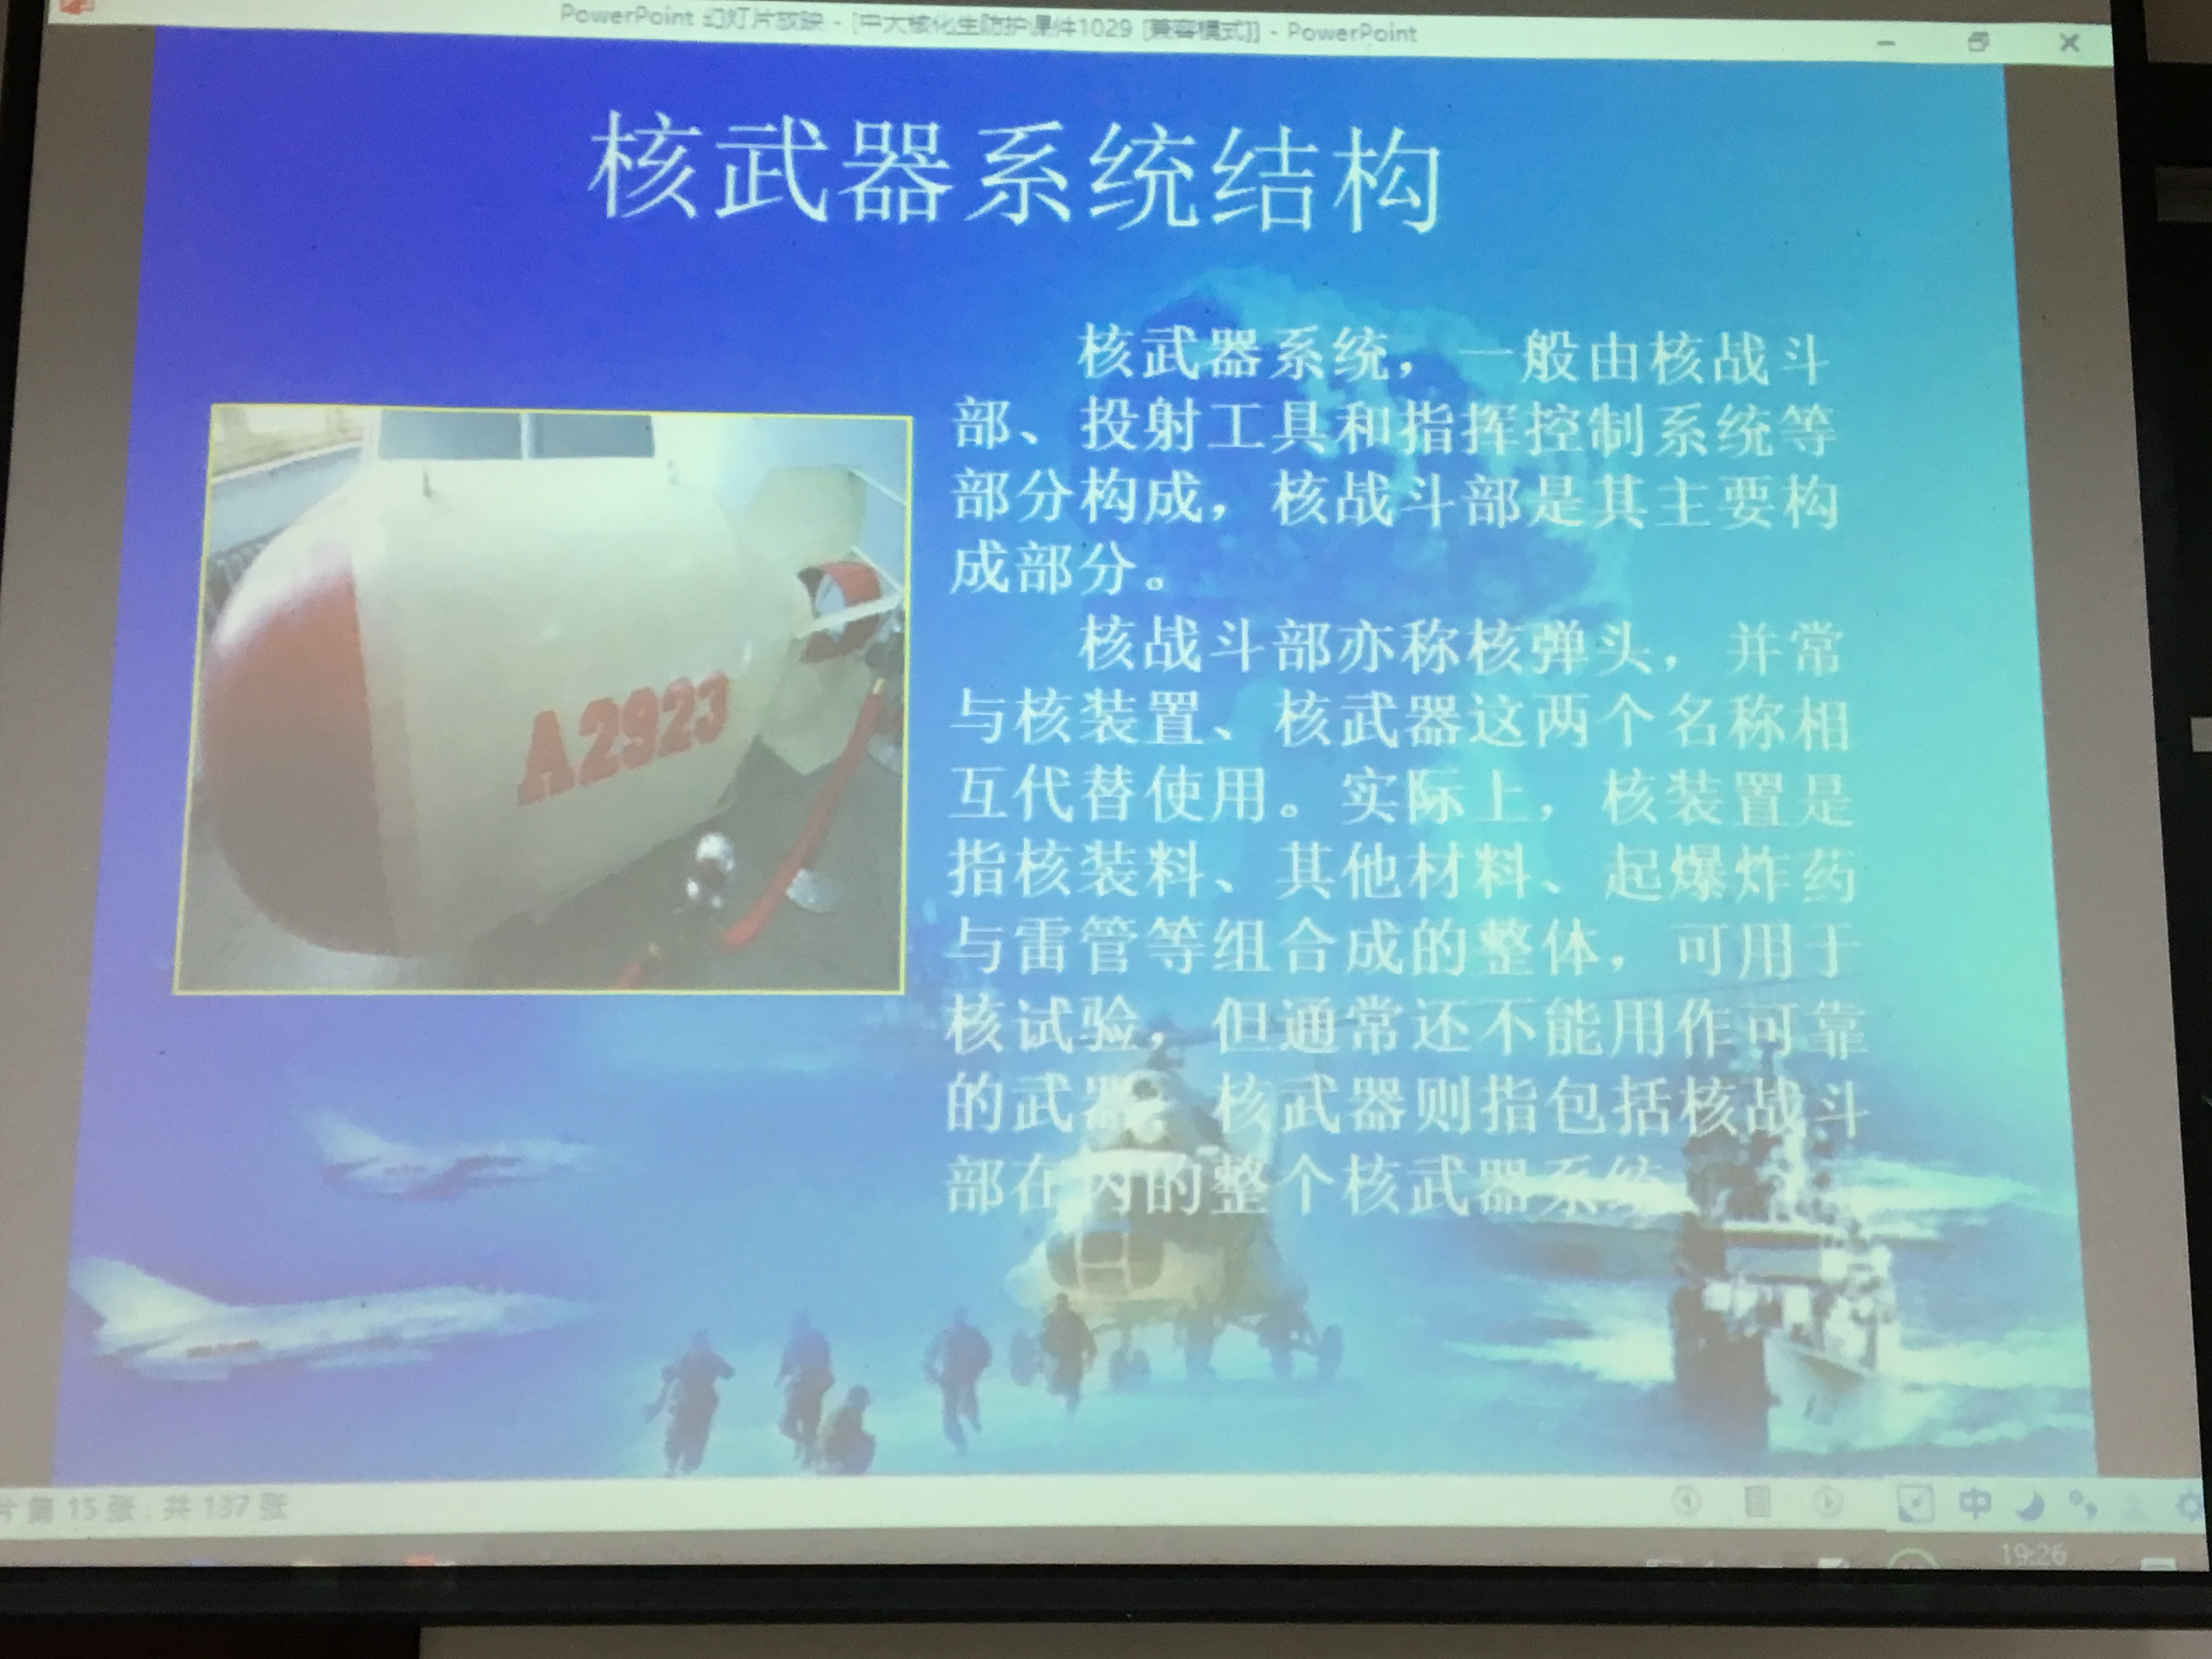 PowerPoint 幻灯片放映 - [中大核化生防护课件1029 [兼容模式]] - PowerPoint
核武器系统结构
核武器系统，一般由核战斗
部、投射工具和指挥控制系统等
部分构成，核战斗部是其主要构
成部分。
核战斗部亦称核弹头，并常
与核装置、核武器这两个名称相
互代替使用。实际上，核装置是
指核装料、其他材料、起爆炸药
与雷管等组合成的整体，可用于
核试验，但通常还不能用作可靠
的武器；核武器则指包括核战斗
部在内的整个核武器系统
A2923
片 第 15 张，共 137 张
中
19:26